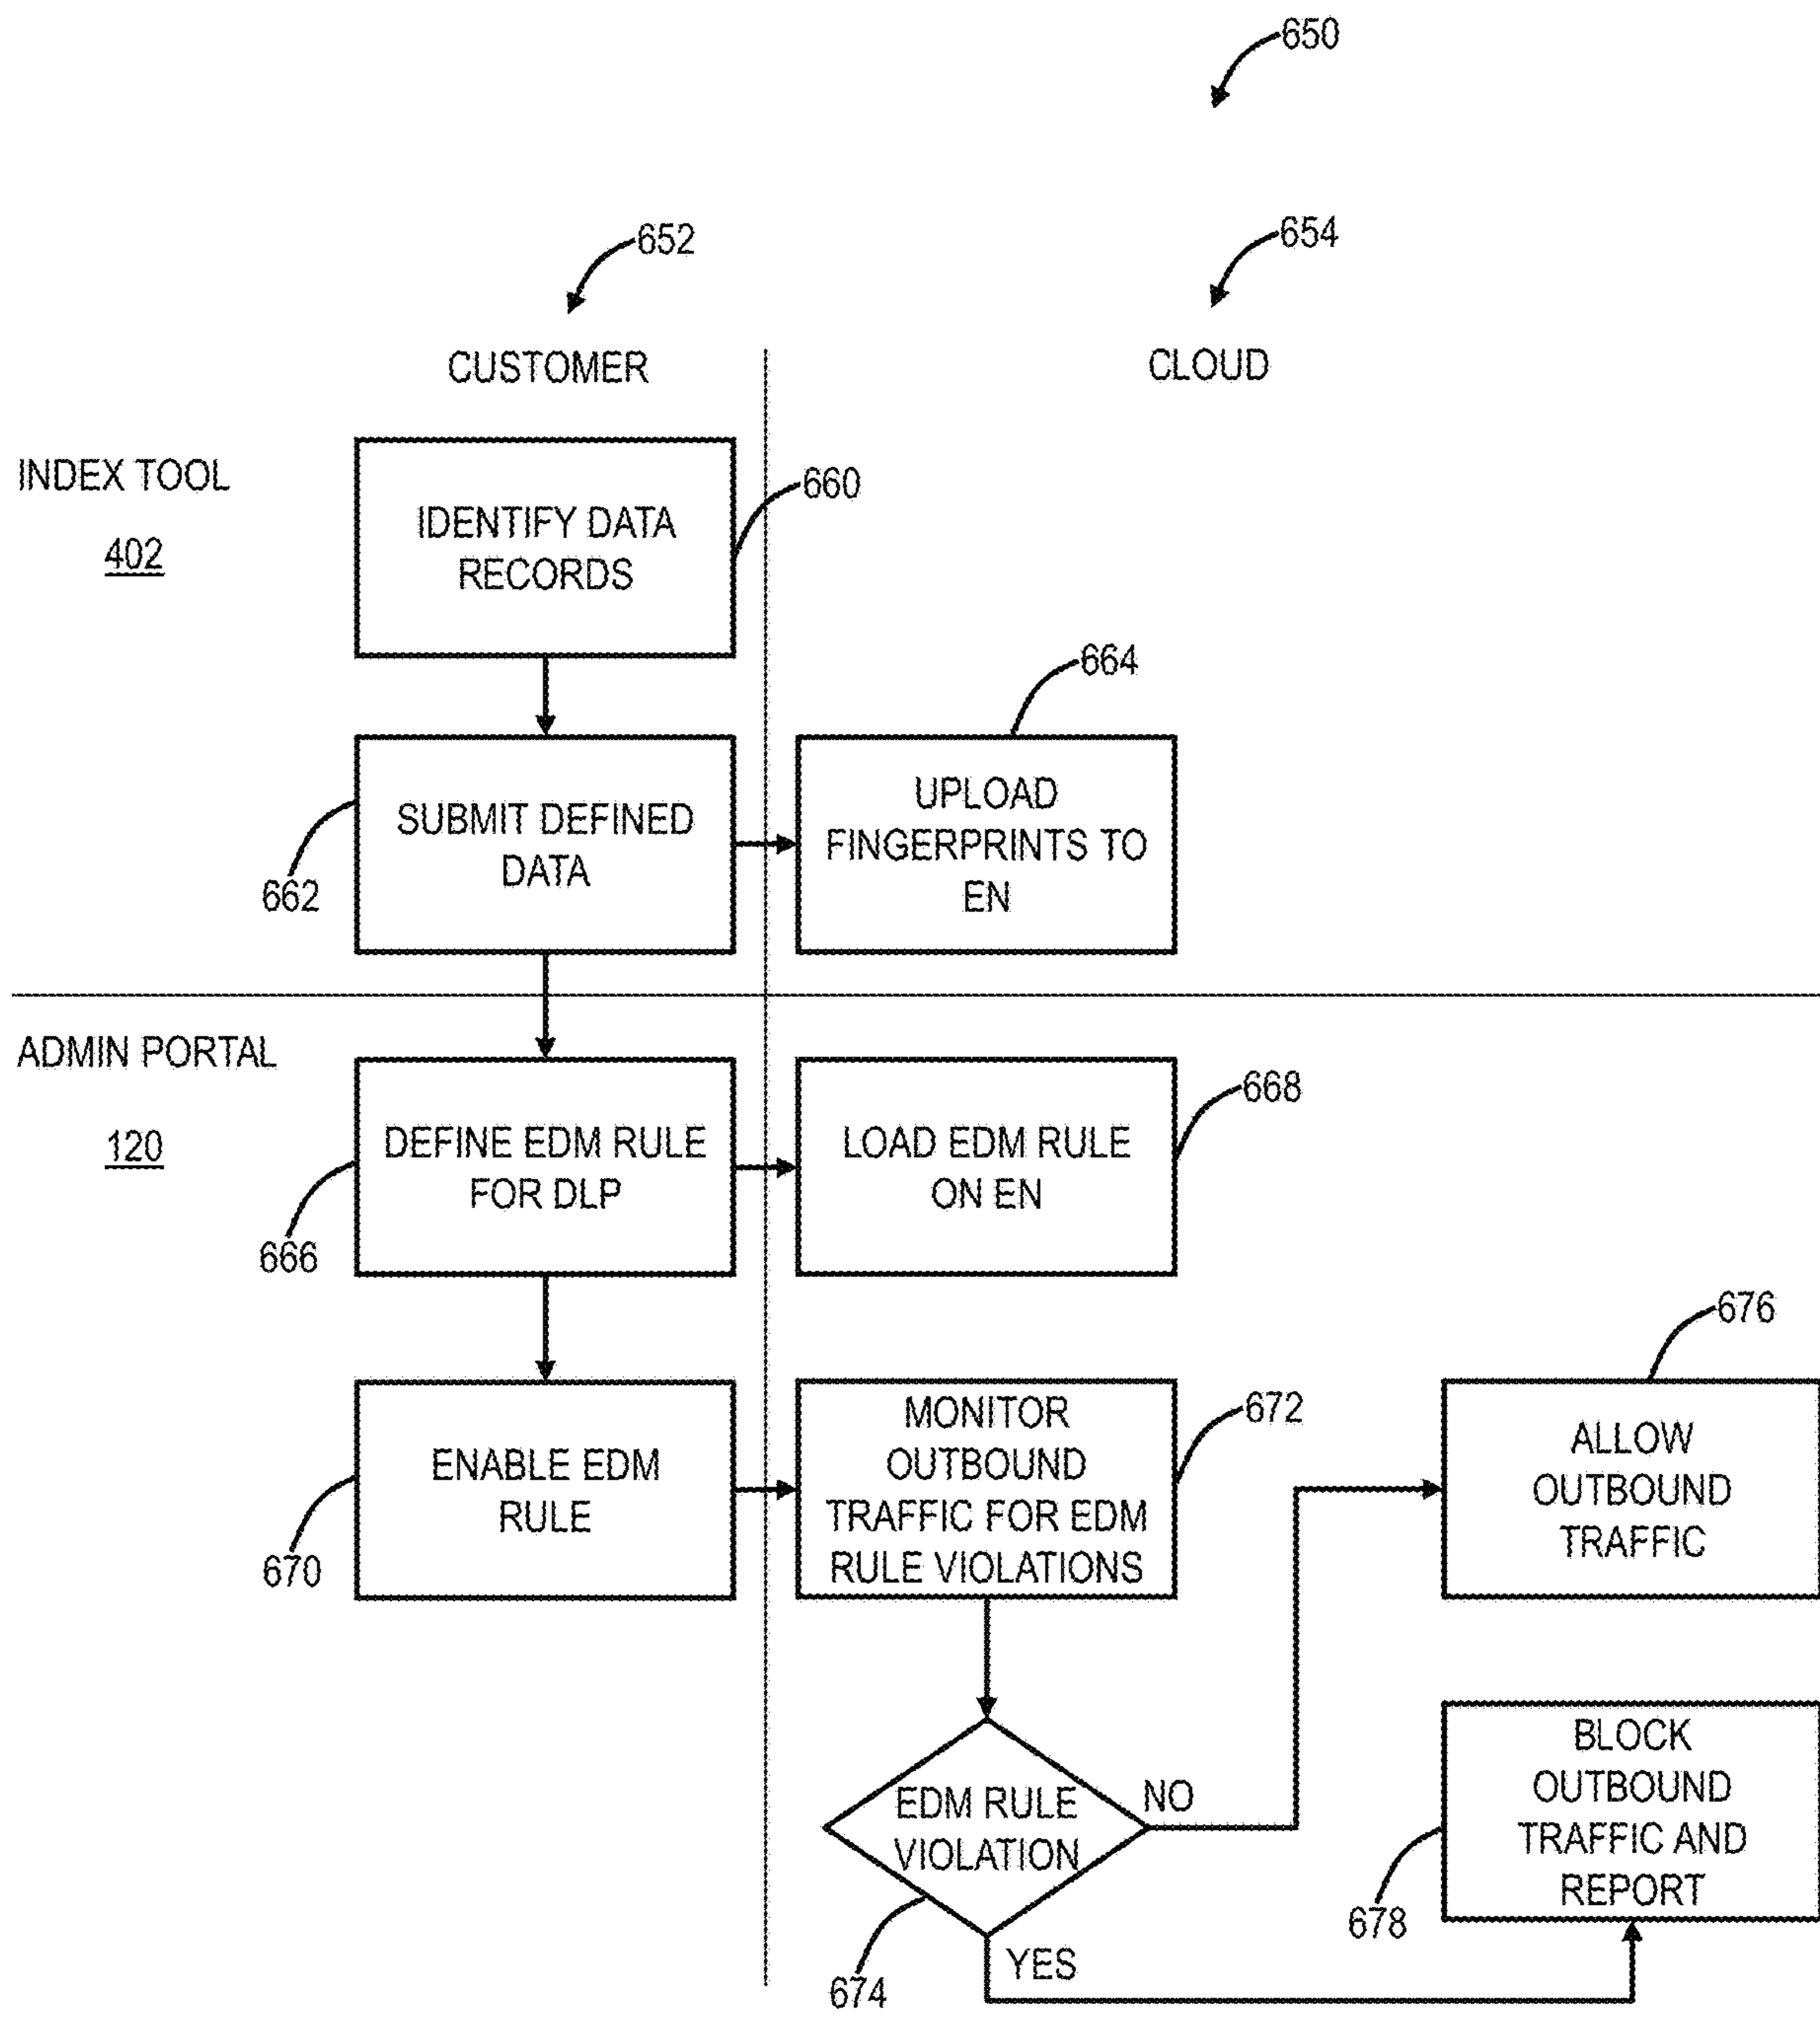 650
652
654
CUSTOMER
CLOUD
INDEX TOOL
402
IDENTIFY DATA
RECORDS
660
SUBMIT DEFINED
DATA
662
664
UPLOAD
FINGERPRINTS TO
EN
ADMIN PORTAL
120
DEFINE EDM RULE
FOR DLP
666
LOAD EDM RULE
ON EN
668
ENABLE EDM
RULE
670
MONITOR
OUTBOUND
TRAFFIC FOR EDM
RULE VIOLATIONS
672
676
ALLOW
OUTBOUND
TRAFFIC
EDM RULE
VIOLATION
NO
YES
674
BLOCK
OUTBOUND
TRAFFIC AND
REPORT
678